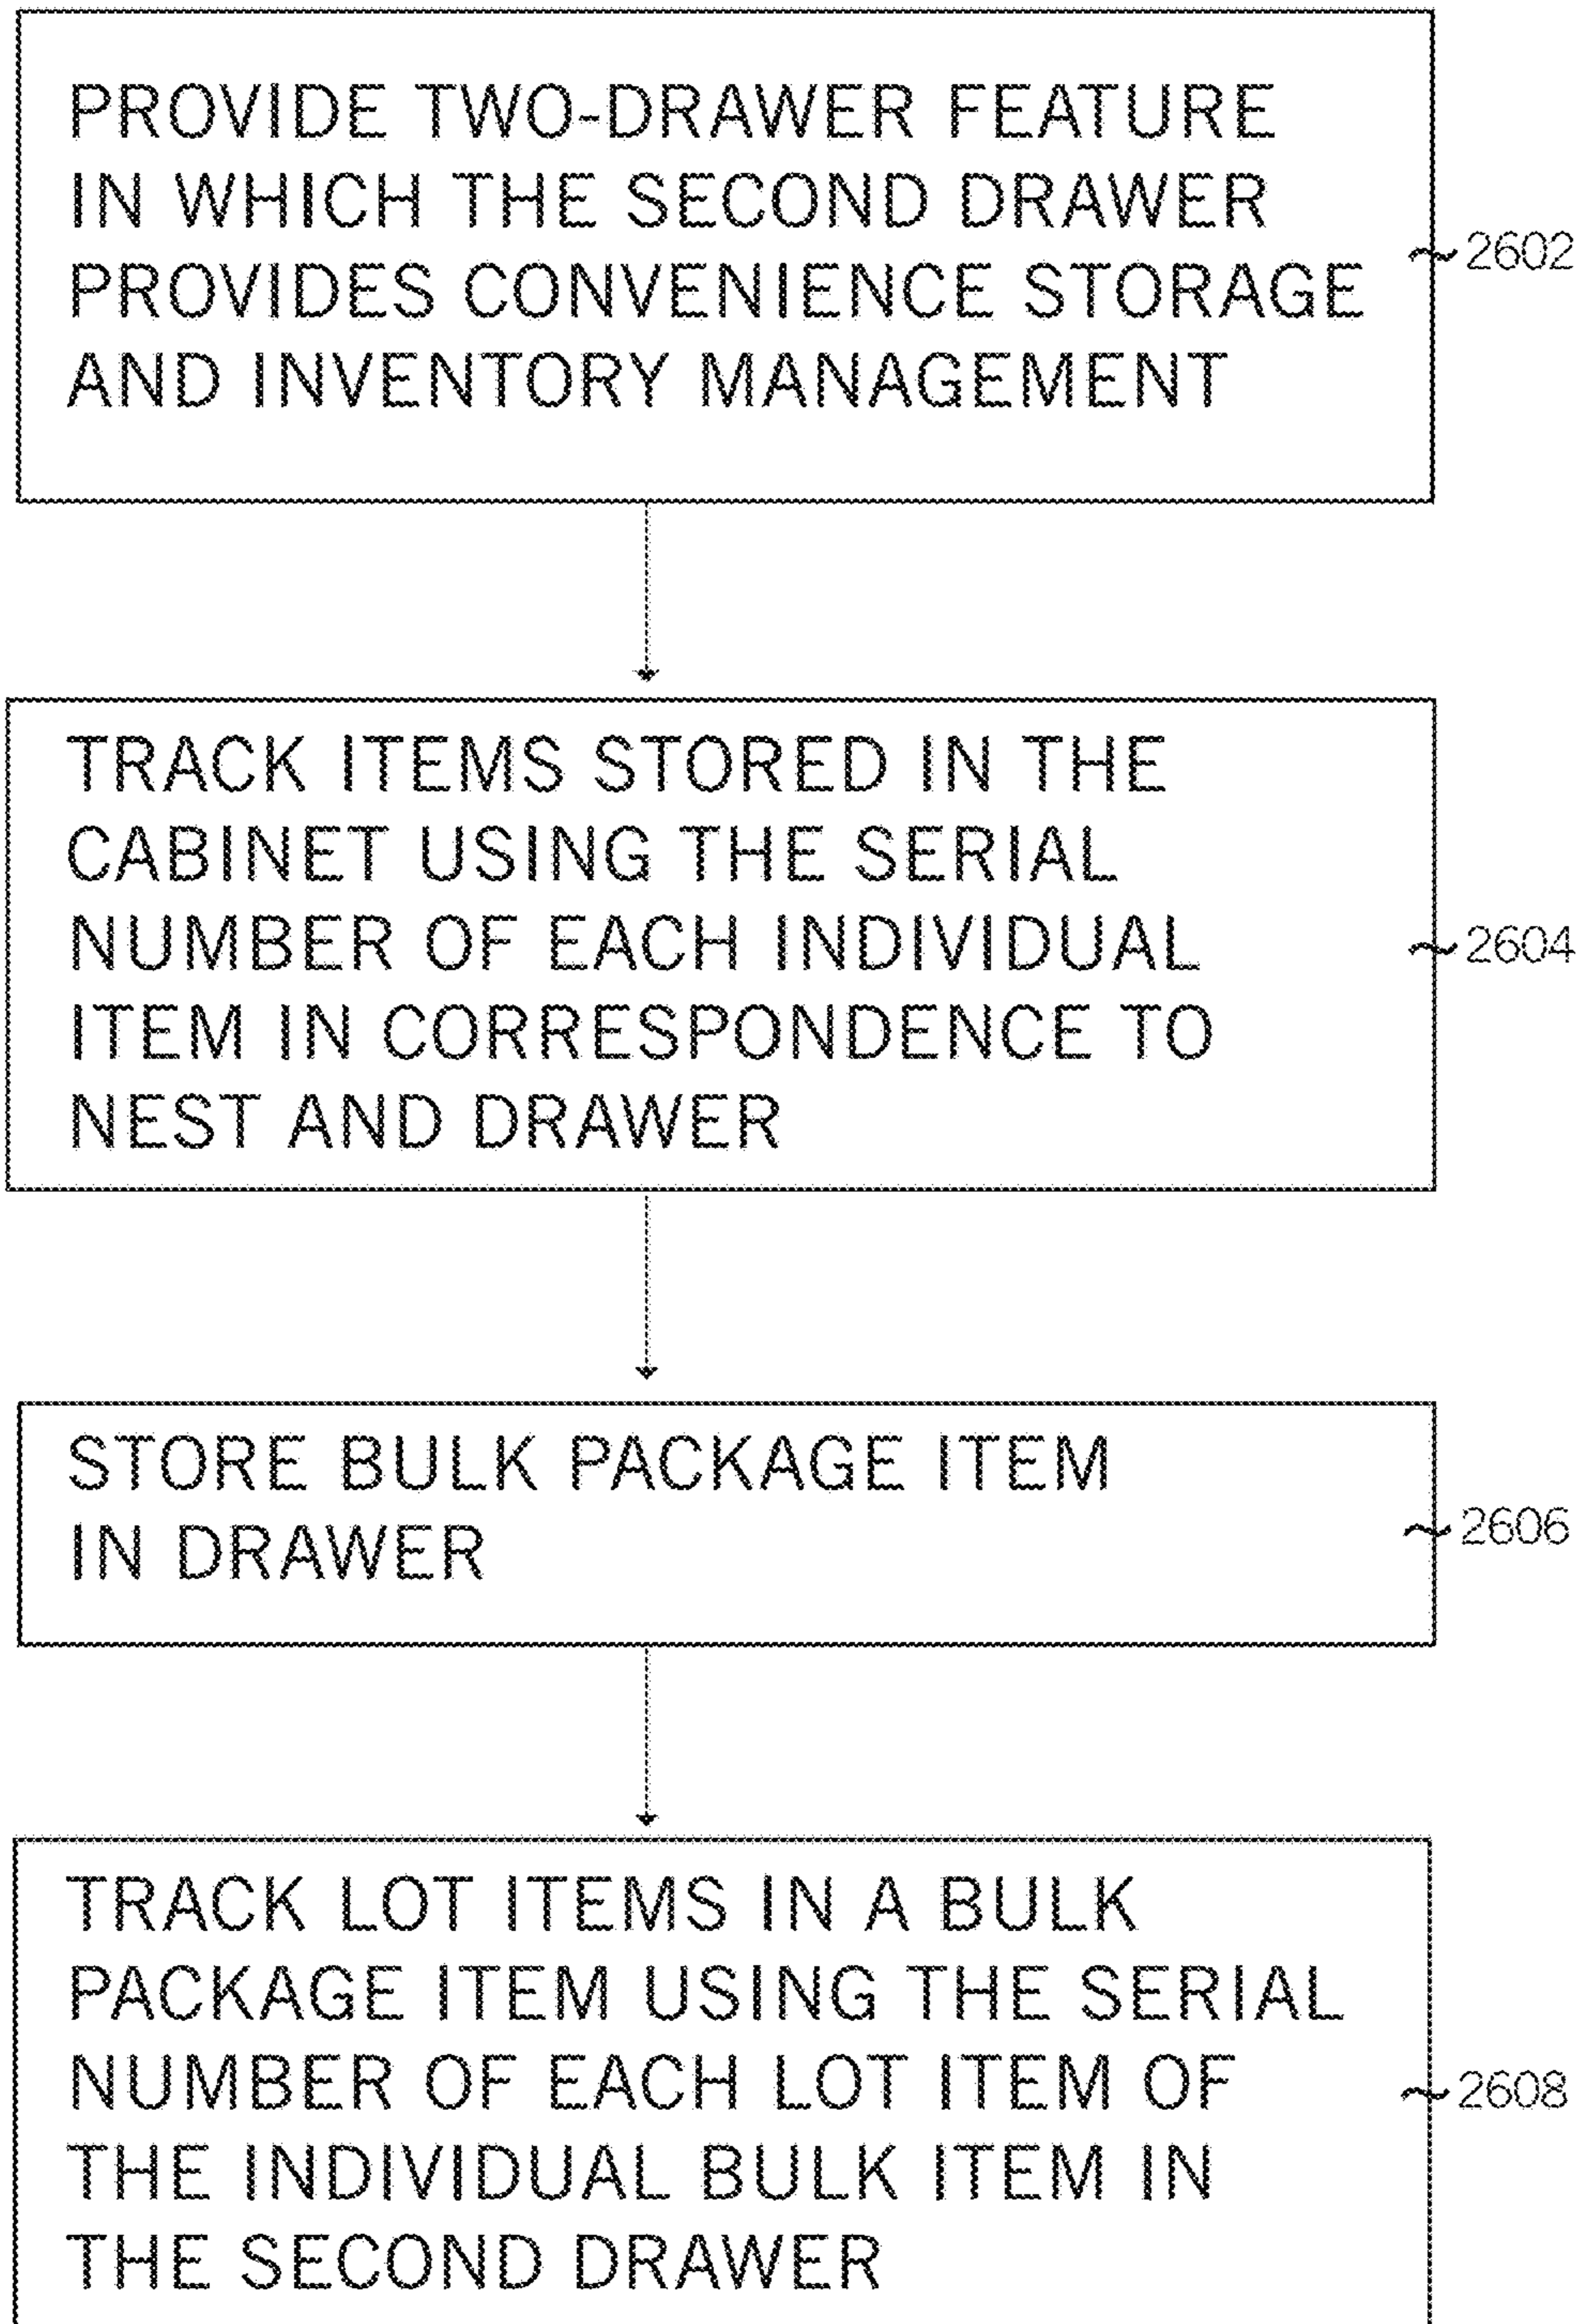 PROVIDE TWO-DRAWER FEATURE
IN WHICH THE SECOND DRAWER
PROVIDES CONVENIENCE STORAGE
AND INVENTORY MANAGEMENT
2602
TRACK ITEMS STORED IN THE
CABINET USING THE SERIAL
NUMBER OF EACH INDIVIDUAL
ITEM IN CORRESPONDENCE TO
NEST AND DRAWER
2604
STORE BULK PACKAGE ITEM
IN DRAWER
2606
TRACK LOT ITEMS IN A BULK
PACKAGE ITEM USING THE SERIAL
NUMBER OF EACH LOT ITEM OF
THE INDIVIDUAL BULK ITEM IN
THE SECOND DRAWER
2608